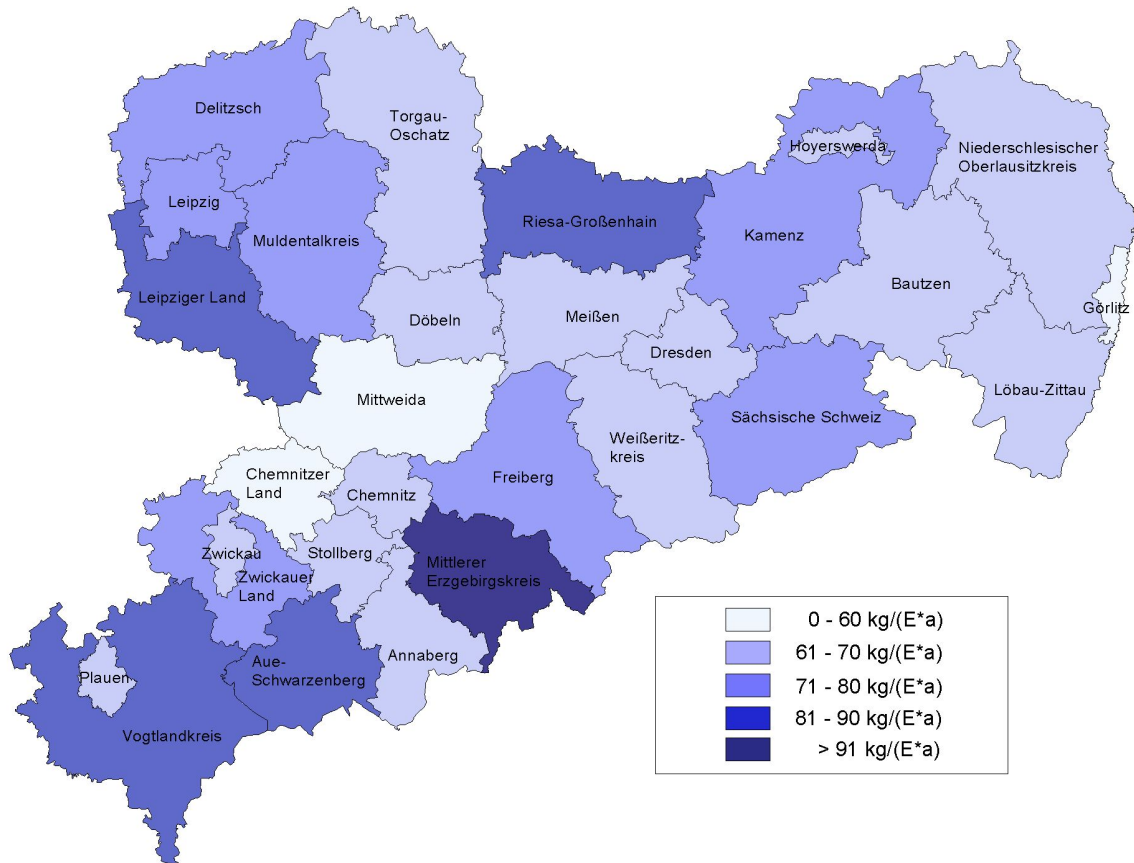 Delitzsch
Torgau-
Oschatz
Hoyerswerda
Niederschlesischer
Oberlausitzkreis
Leipzig
Riesa-Großenhain
Kamenz
Muldentalkreis
Bautzen
Leipziger Land
Görlitz
Döbeln
Meißen
Dresden
Löbau-Zittau
Mittweida
Sächsische Schweiz
Weißeritz-
kreis
Chemnitzer
Land
Chemnitz
Freiberg
Zwickau
Stollberg
Mittlerer
Erzgebirgskreis
Zwickauer
Land
Annaberg
Aue-
Schwarzenberg
Plauen
Vogtlandkreis
0 - 60 kg/(E*a)
61 - 70 kg/(E*a)
71 - 80 kg/(E*a)
81 - 90 kg/(E*a)
> 91 kg/(E*a)